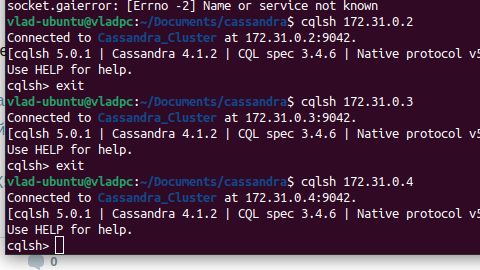 socket.gaierror: [Errno -2] Name or service not known
vlad-ubuntu@vladpc:~/Documents/cassandra$ cqlsh 172.31.0.2
Connected to Cassandra_Cluster at 172.31.0.2:9042.
[cqlsh 5.0.1 | Cassandra 4.1.2 | CQL spec 3.4.6 | Native protocol v5
Use HELP for help.
cqlsh> exit
vlad-ubuntu@vladpc:~/Documents/cassandra$ cqlsh 172.31.0.3
Connected to Cassandra_Cluster at 172.31.0.3:9042.
[cqlsh 5.0.1 | Cassandra 4.1.2 | CQL spec 3.4.6 | Native protocol v5
Use HELP for help.
cqlsh> exit
vlad-ubuntu@vladpc:~/Documents/cassandra$ cqlsh 172.31.0.4
Connected to Cassandra_Cluster at 172.31.0.4:9042.
[cqlsh 5.0.1 | Cassandra 4.1.2 | CQL spec 3.4.6 | Native protocol v5
Use HELP for help.
cqlsh>
0